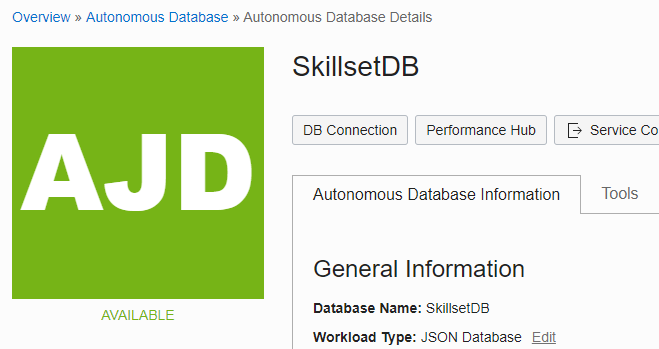 Overview » Autonomous Database » Autonomous Database Details
AJD
AVAILABLE
SkillsetDB
DB Connection
Performance Hub
Service Co
Autonomous Database Information
Tools
General Information
Database Name: SkillsetDB
Workload Type: JSON Database Edit